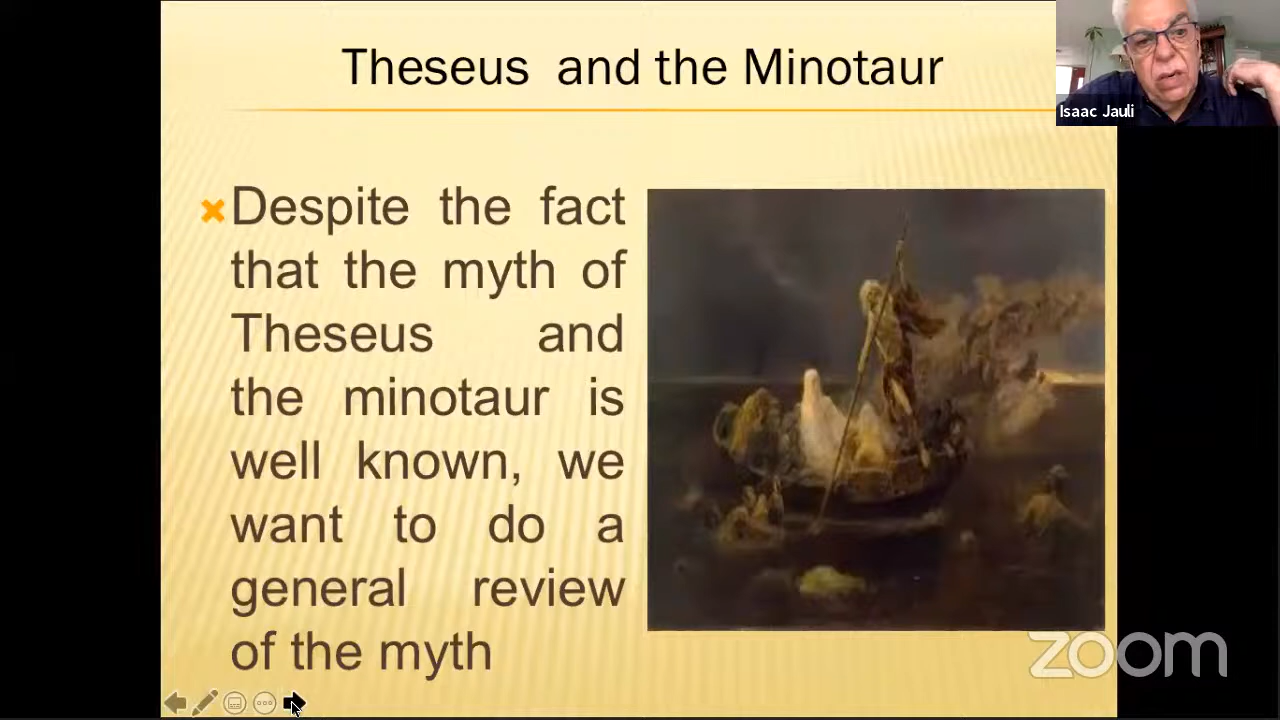 Theseus and the Minotaur
Isaac Jauli
Despite the fact
that the myth of
Theseus and
the minotaur is
well known, we
want to do a
general review
of the myth
zoom